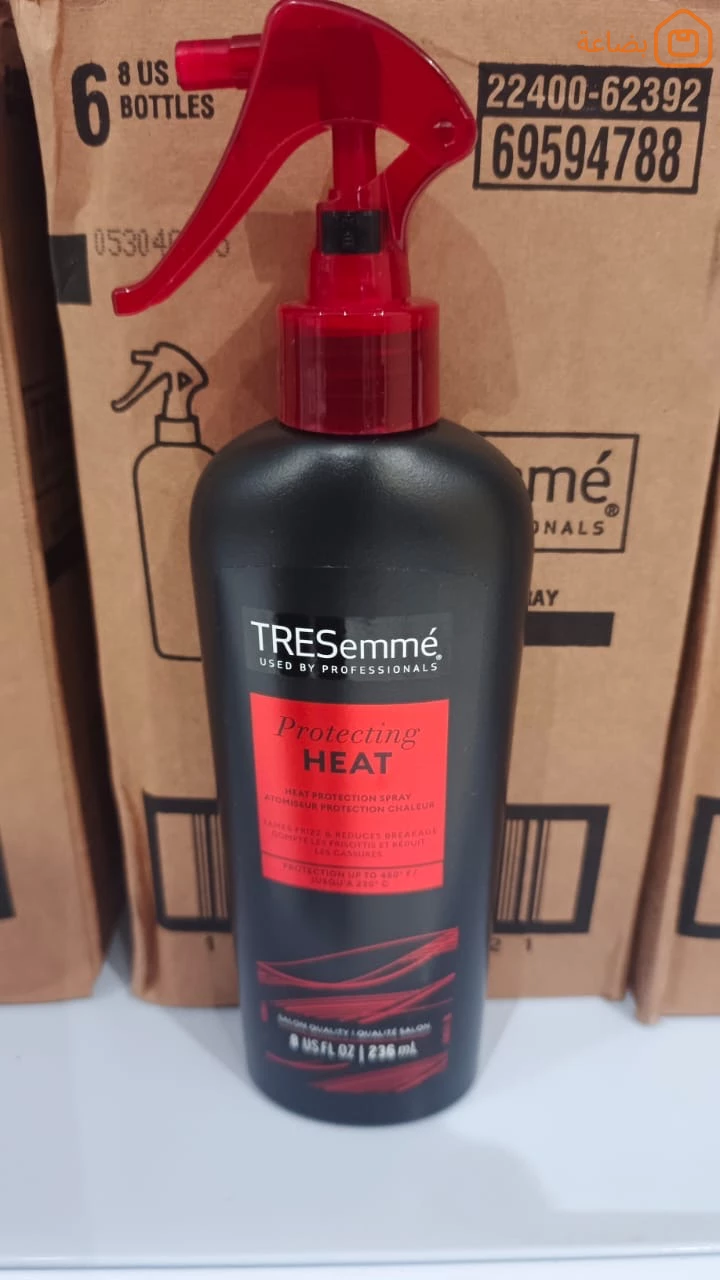 بضاعة
6
8 US
BOTTLES
22400-62392
69594788
mé®
ONALS
TRESemmé®
USED BY PROFESSIONALS
Protecting
HEAT
HEAT PROTECTION SPRAY
ATOMISEUR PROTECTION CHALEUR
TAMES FRIZZ & REDUCES BREAKAGE
DOMPTE LES FRISOTTIS ET RÉDUIT
LES CASSURES
PROTECTION UP TO 450° F /
JUSQU'À 230° C
SALON QUALITY | QUALITÉ SALON
8 US FL OZ | 236 mL